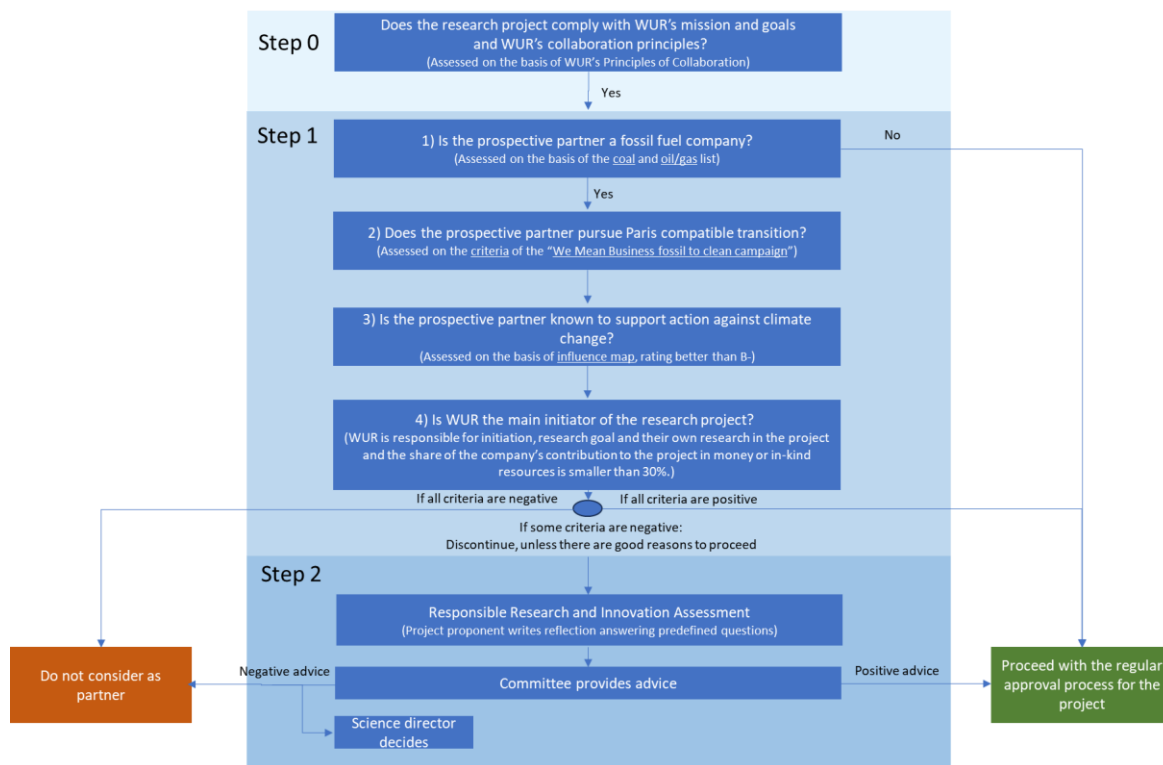 Step 0
Does the research project comply with WUR's mission and goals
and WUR's collaboration principles?
(Assessed on the basis of WUR's Principles of Collaboration)
Yes
Step 1
1) Is the prospective partner a fossil fuel company?
(Assessed on the basis of the coal and oil/gas list)
No
Yes
2) Does the prospective partner pursue Paris compatible transition?
(Assessed on the criteria of the "We Mean Business fossil to clean campaign")
3) Is the prospective partner known to support action against climate
change?
(Assessed on the basis of influence map, rating better than B-)
4) Is WUR the main initiator of the research project?
(WUR is responsible for initiation, research goal and their own research in the project
and the share of the company's contribution to the project in money or in-kind
resources is smaller than 30%.)
If all criteria are negative
If all criteria are positive
If some criteria are negative:
Discontinue, unless there are good reasons to proceed
Step 2
Responsible Research and Innovation Assessment
(Project proponent writes reflection answering predefined questions)
Do not consider as
partner
Negative advice
Committee provides advice
Positive advice
Proceed with the regular
approval process for the
project
Science director
decides